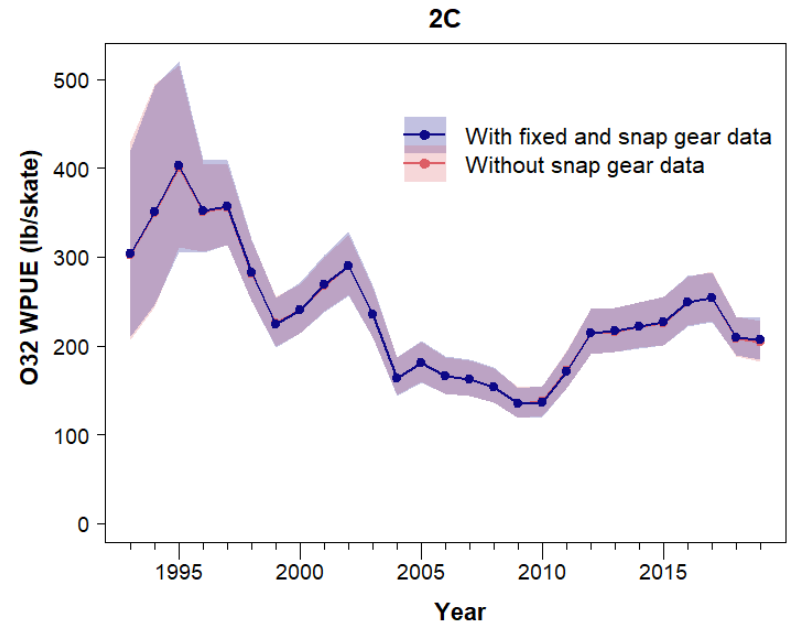 2C
O32 WPUE (lb/skate)
500
400
300
200
100
0
With fixed and snap gear data
Without snap gear data
1995
2000
2005
2010
2015
Year